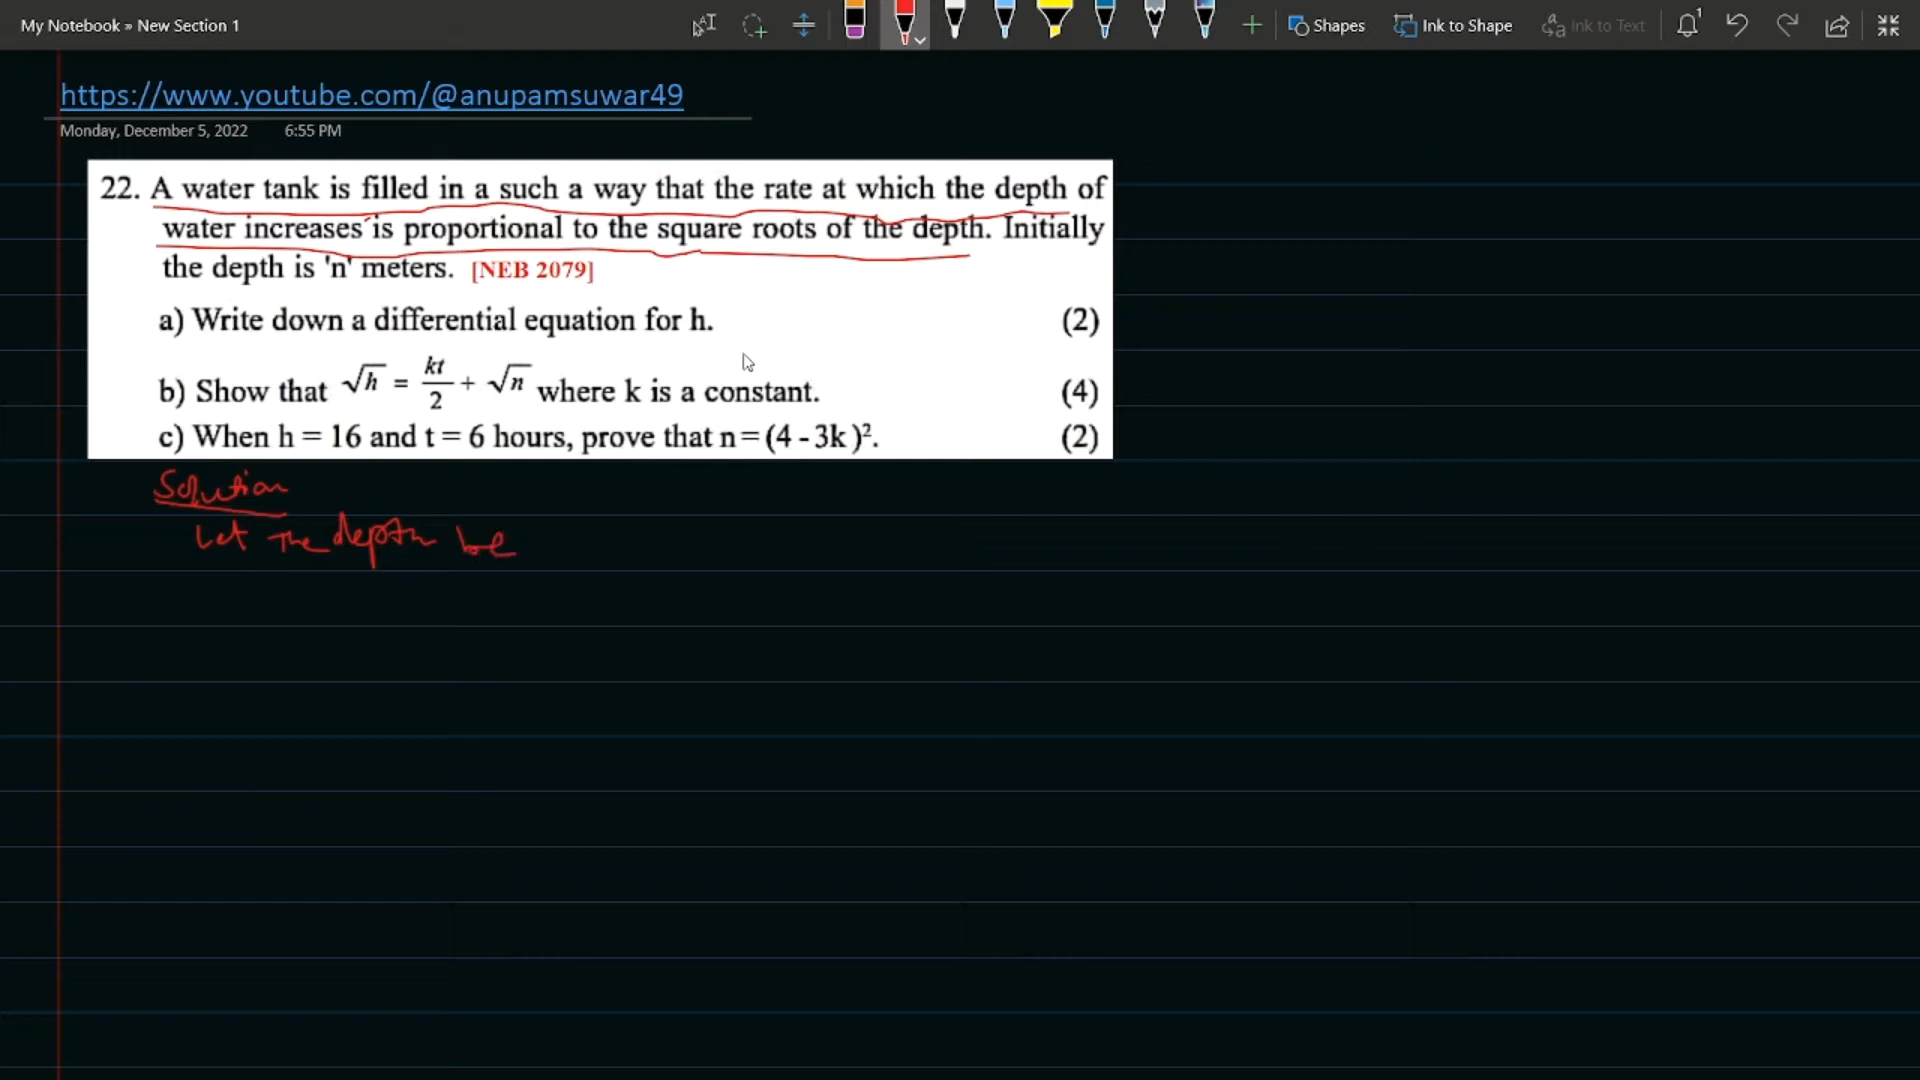 My Notebook » New Section 1
Shapes
Ink to Shape
Ink to Text
1
https://www.youtube.com/@anupamsuwar49
Monday, December 5, 2022 6:55 PM
22. A water tank is filled in a such a way that the rate at which the depth of
water increases is proportional to the square roots of the depth. Initially
the depth is 'n' meters. [NEB 2079]
a) Write down a differential equation for h. (2)
b) Show that √h = kt/2 + √n where k is a constant. (4)
c) When h = 16 and t = 6 hours, prove that n = (4 - 3k )². (2)
Solution
Let The depth be